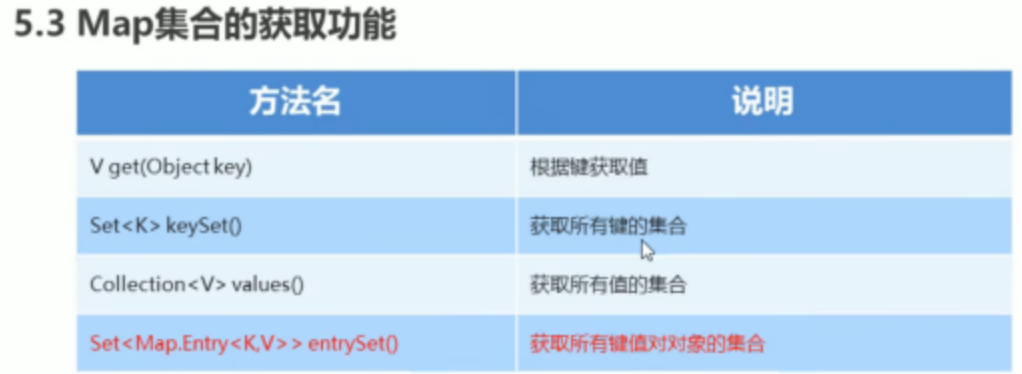 5.3 Map集合的获取功能
方法名 说明
V get(Object key) 根据键获取值
Set<K> keySet() 获取所有键的集合
Collection<V> values() 获取所有值的集合
Set<Map.Entry<K,V>> entrySet() 获取所有键值对对象的集合